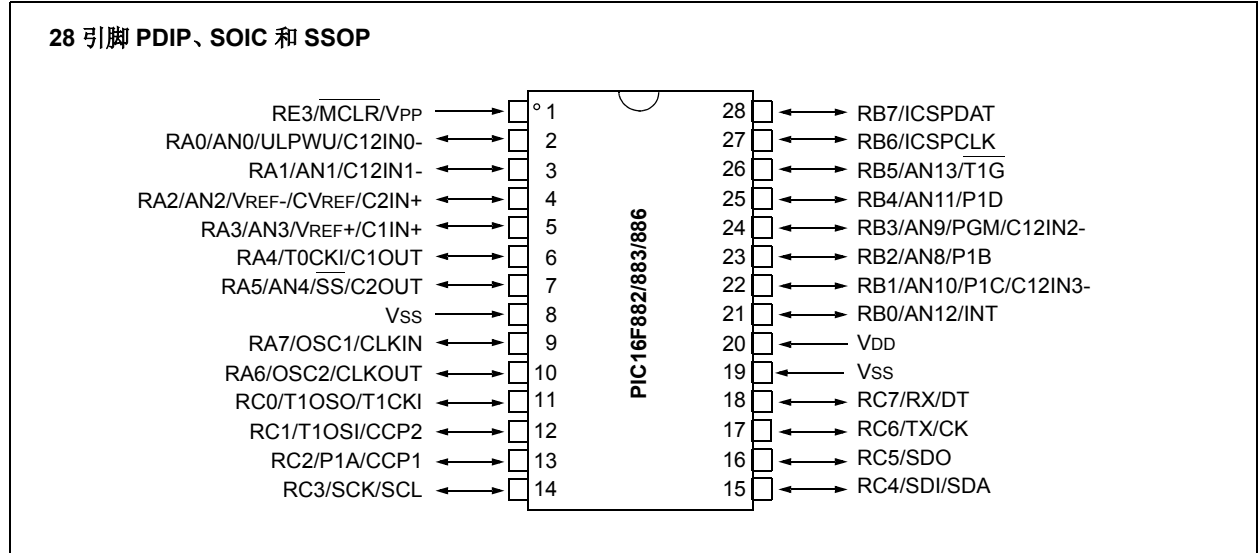 28 引脚 PDIP、SOIC 和 SSOP
RE3/MCLR/VPP 1 28 RB7/ICSPDAT
RA0/AN0/ULPWU/C12IN0- 2 27 RB6/ICSPCLK
RA1/AN1/C12IN1- 3 26 RB5/AN13/T1G
RA2/AN2/VREF-/CVREF/C2IN+ 4 25 RB4/AN11/P1D
RA3/AN3/VREF+/C1IN+ 5 24 RB3/AN9/PGM/C12IN2-
RA4/T0CKI/C1OUT 6 23 RB2/AN8/P1B
RA5/AN4/SS/C2OUT 7 22 RB1/AN10/P1C/C12IN3-
VSS 8 21 RB0/AN12/INT
RA7/OSC1/CLKIN 9 20 VDD
RA6/OSC2/CLKOUT 10 19 VSS
RC0/T1OSO/T1CKI 11 18 RC7/RX/DT
RC1/T1OSI/CCP2 12 17 RC6/TX/CK
RC2/P1A/CCP1 13 16 RC5/SDO
RC3/SCK/SCL 14 15 RC4/SDI/SDA
PIC16F882/883/886